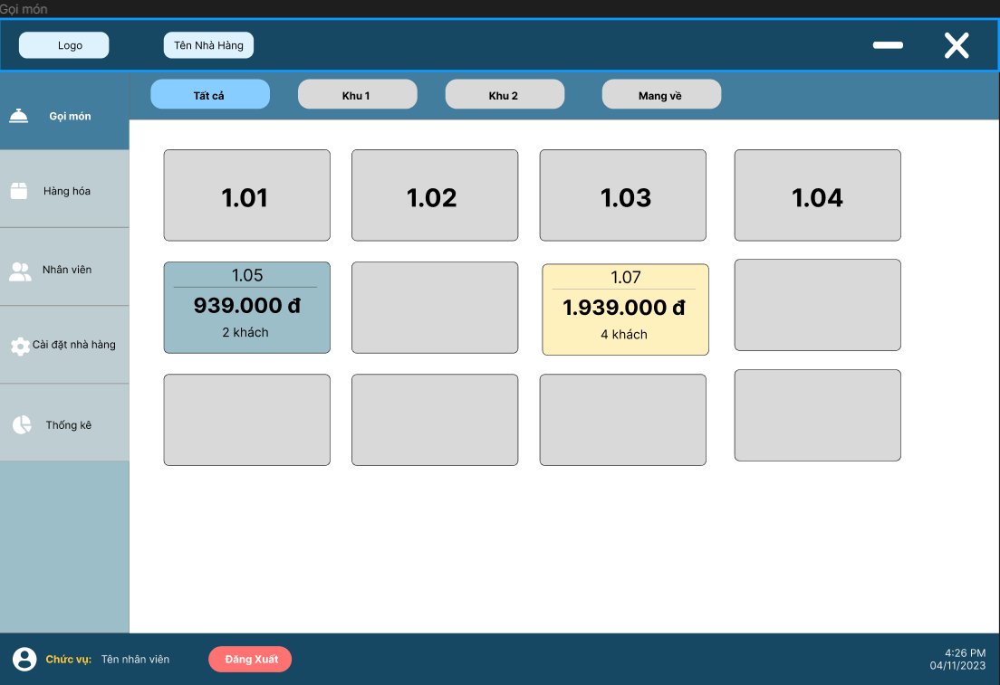 Gọi món
Logo
Tên Nhà Hàng
Tất cả
Khu 1
Khu 2
Mang về
Gọi món
Hàng hóa
Nhân viên
Cài đặt nhà hàng
Thống kê
1.01
1.02
1.03
1.04
1.05
939.000 đ
2 khách
1.07
1.939.000 đ
4 khách
Chức vụ: Tên nhân viên
Đăng Xuất
4:26 PM
04/11/2023